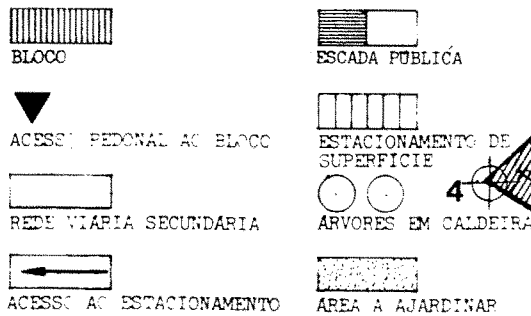 BLOCO
ESCADA PÚBLICA
ACESSO PEDONAL AO BLOCO
ESTACIONAMENTO DE
SUPERFICIE
4
REDE VIARIA SECUNDARIA
ARVORES EM CALDEIRA
ACESSO AO ESTACIONAMENTO
AREA A AJARDINAR